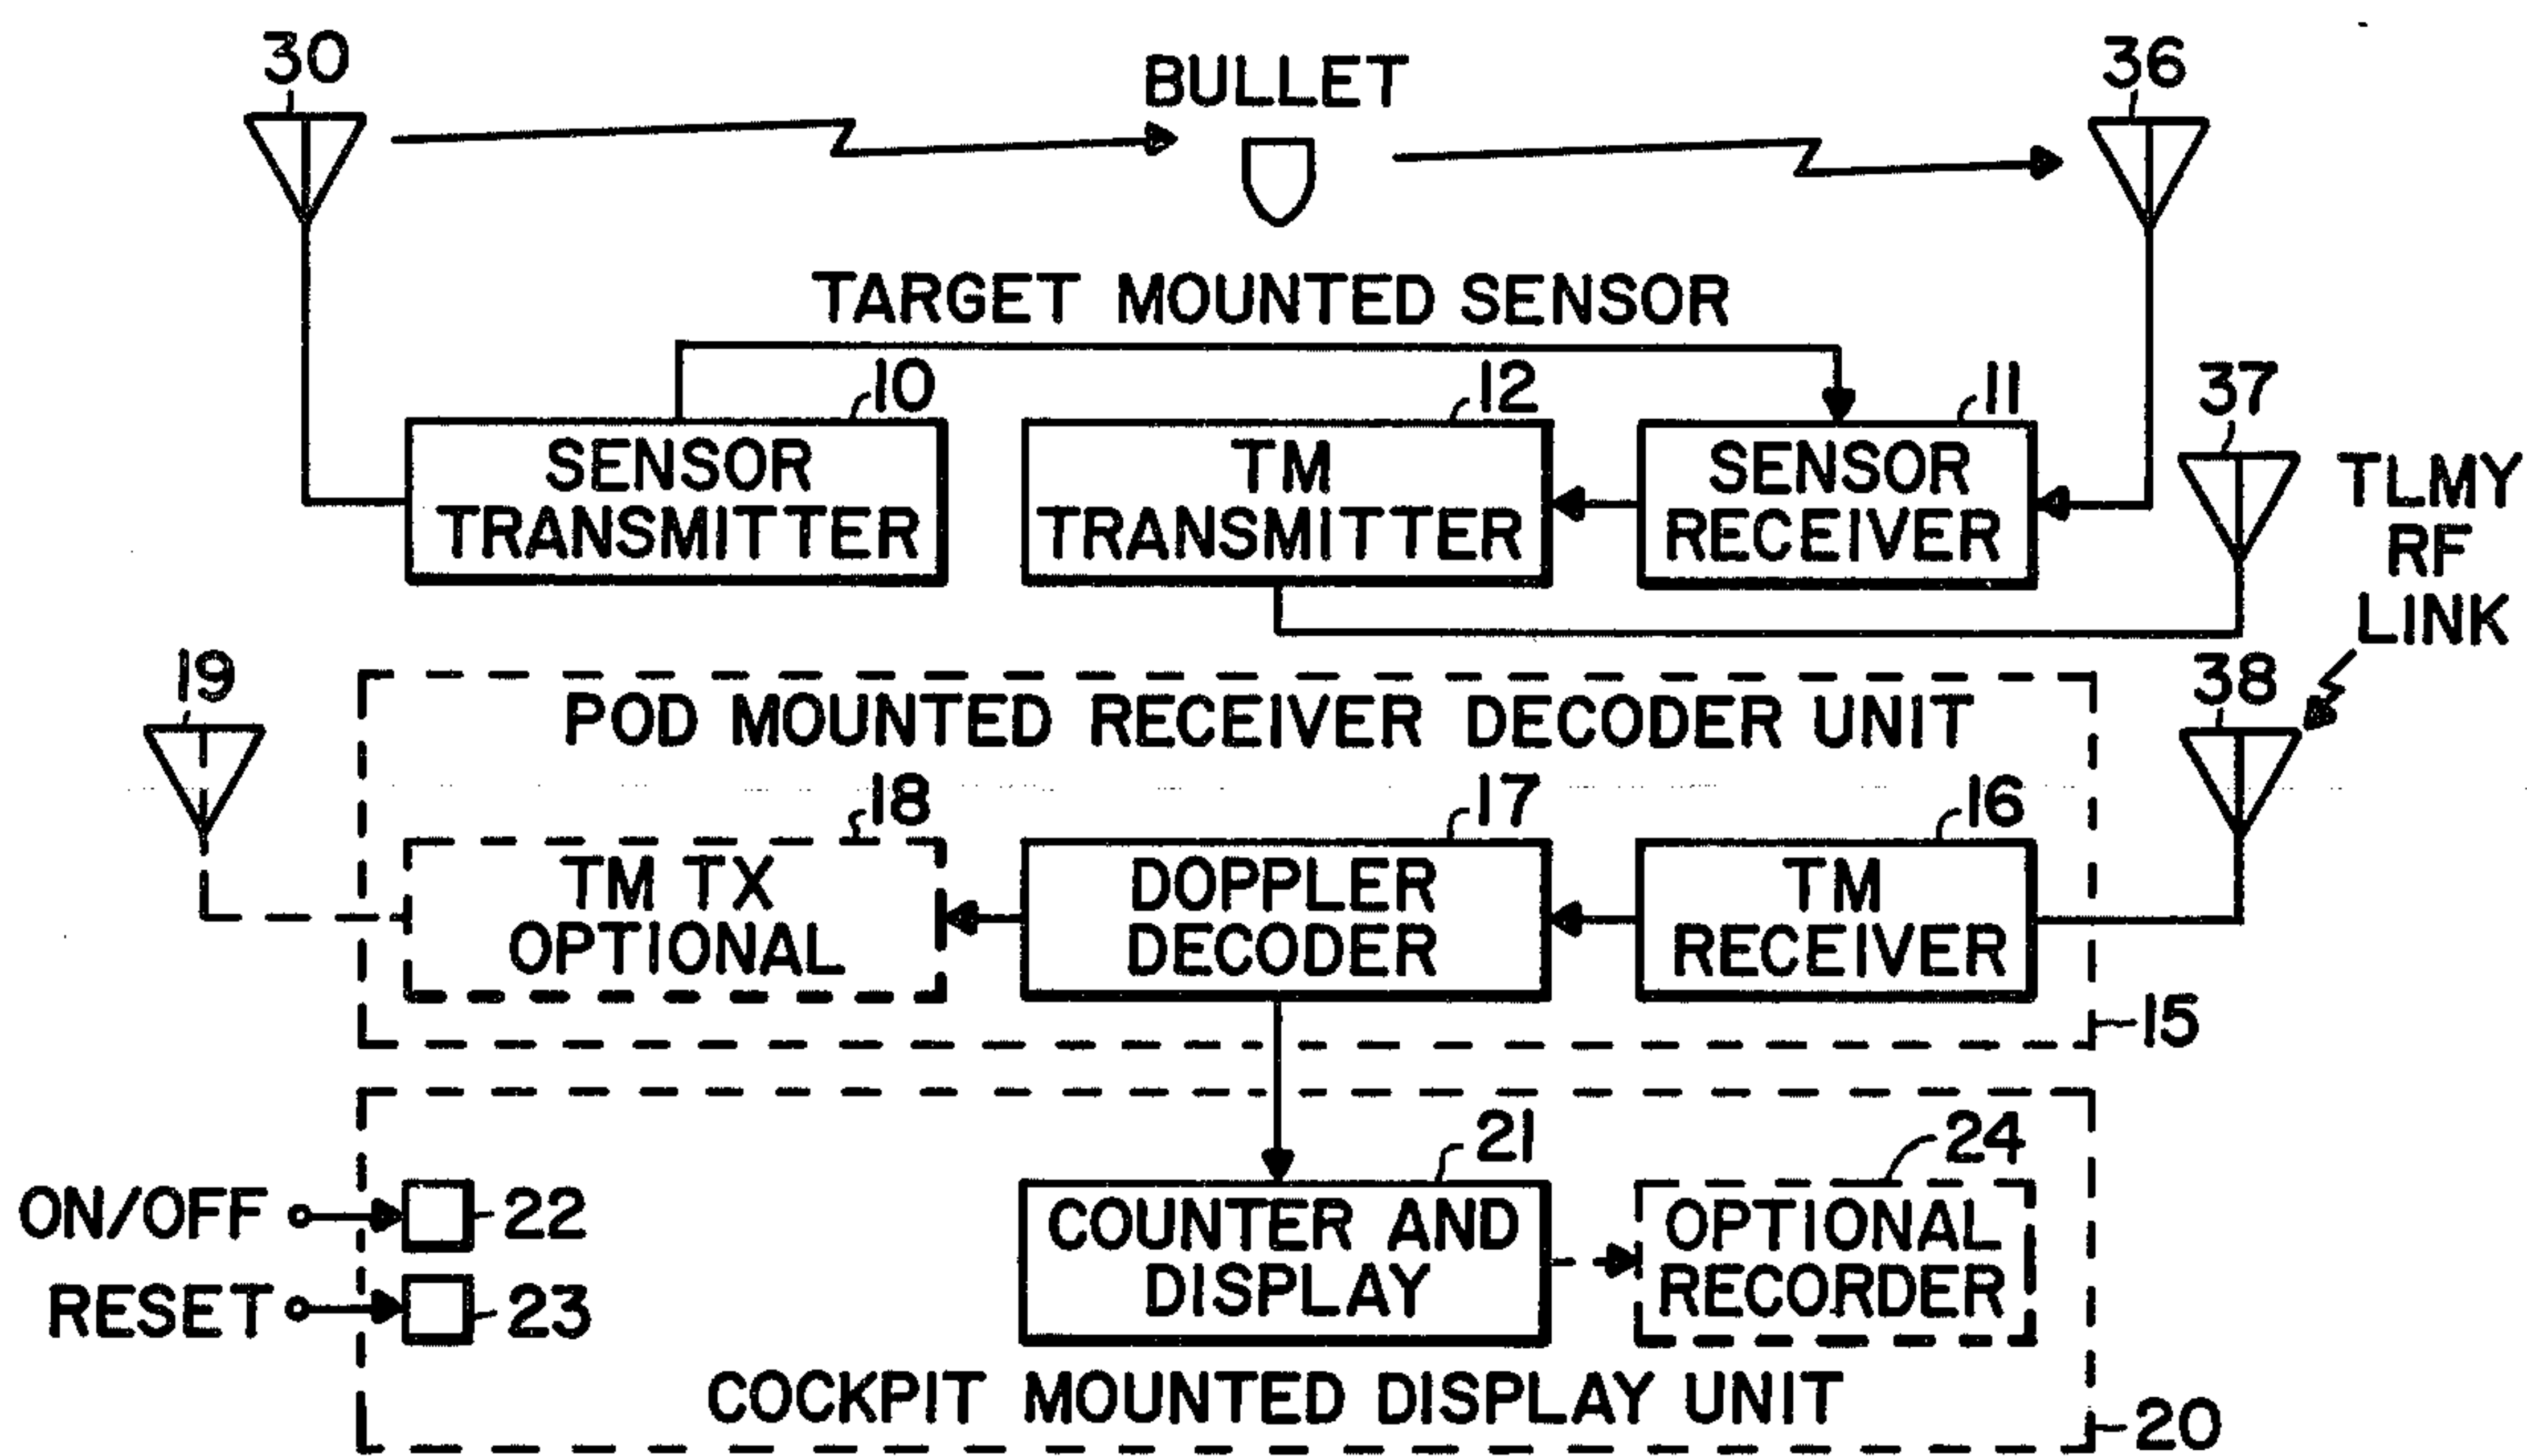 30
BULLET
36
TARGET MOUNTED SENSOR
10
12
11
37
SENSOR
TRANSMITTER
TM
TRANSMITTER
SENSOR
RECEIVER
TLMY
RF
LINK
19
38
POD MOUNTED RECEIVER DECODER UNIT
18
17
16
TM TX
OPTIONAL
DOPPLER
DECODER
TM
RECEIVER
15
21
24
ON/OFF
22
COUNTER AND
DISPLAY
OPTIONAL
RECORDER
RESET
23
COCKPIT MOUNTED DISPLAY UNIT
20